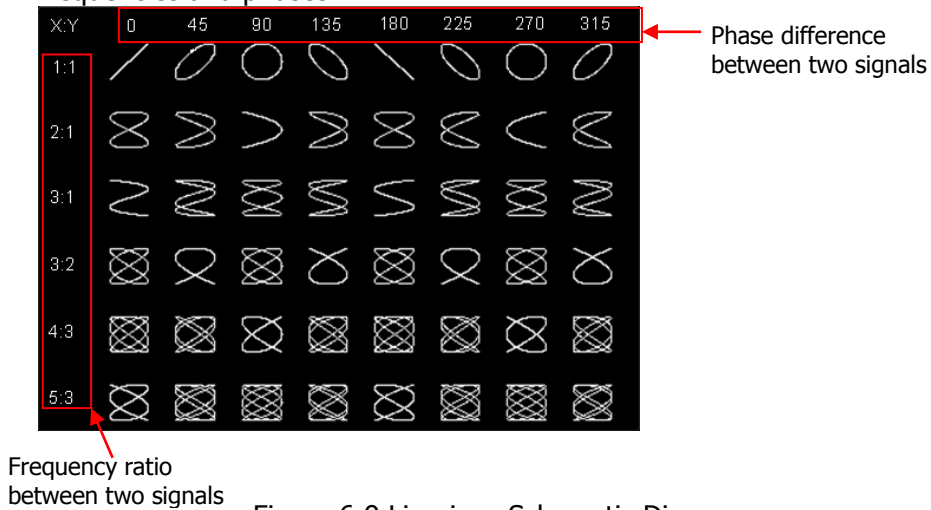 X:Y 0 45 90 135 180 225 270 315
Phase difference
between two signals
1:1
2:1
3:1
3:2
4:3
5:3
Frequency ratio
between two signals